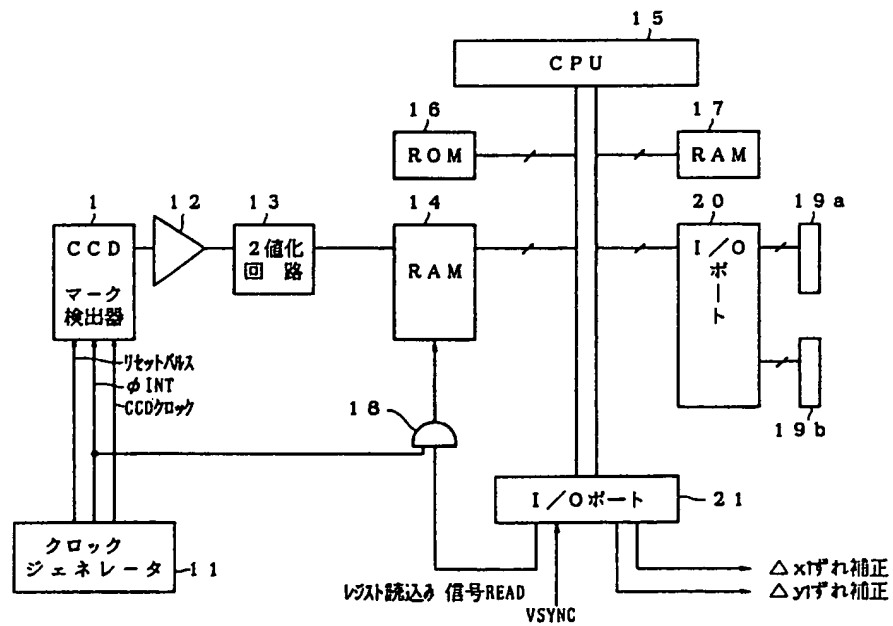 15
CPU
16
ROM
17
RAM
1
CCD
マーク
検出器
12
13
2値化
回路
14
RAM
20
I/O
ポート
19a
19b
リセットパルス
φINT
CCDクロック
18
クロック
ジェネレータ
11
I/Oポート
21
レジスト読込み信号READ
VSYNC
△xずれ補正
△yずれ補正